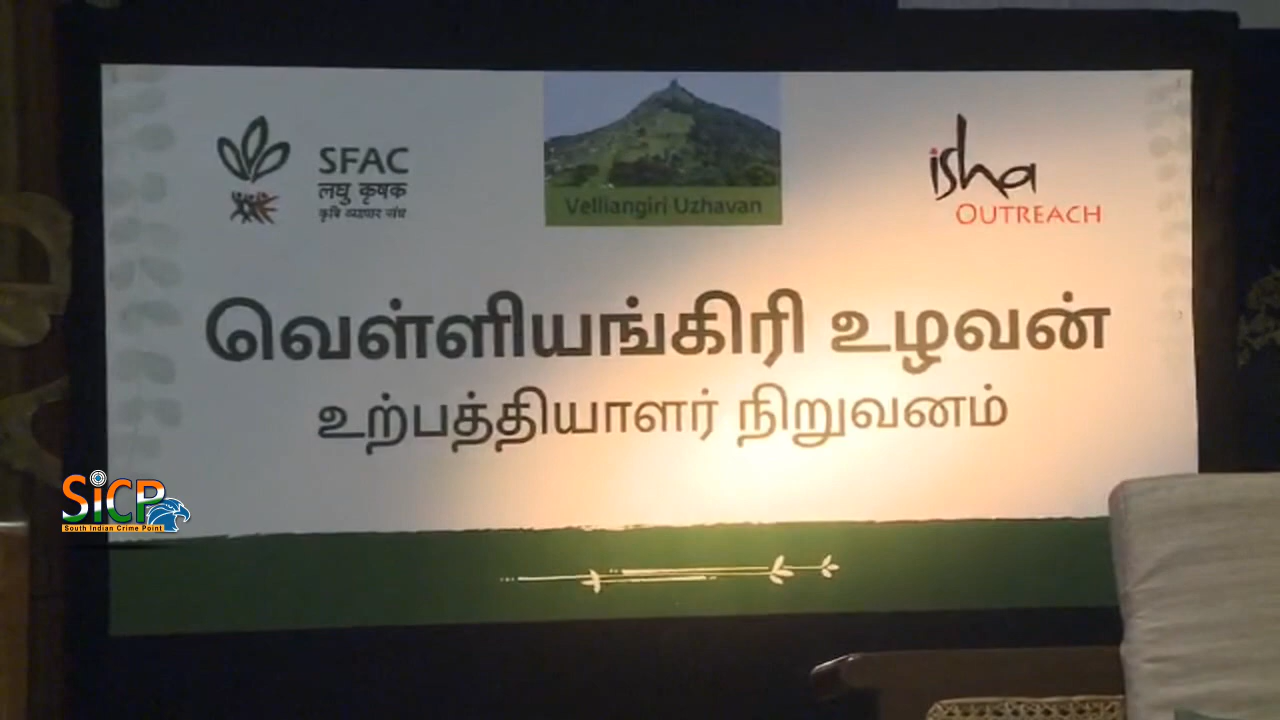 SFAC
लघु कृषक
कृषि व्यापार संघ
Velliangiri Uzhavan
isha
OUTREACH
வெள்ளியங்கிரி உழவன்
உற்பத்தியாளர் நிறுவனம்
SiCP
South Indian Crime Point